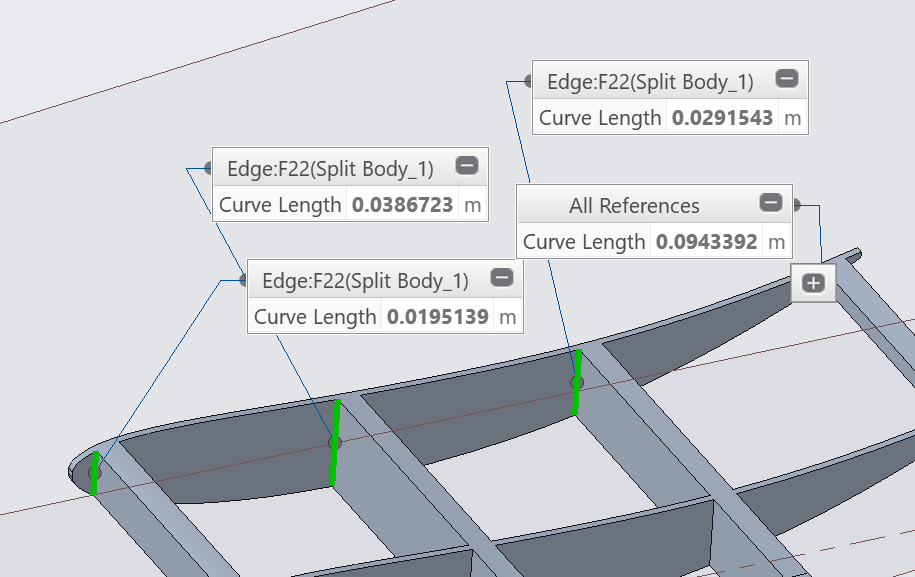 Edge:F22(Split Body_1)
Curve Length 0.0291543 m
Edge:F22(Split Body_1)
Curve Length 0.0386723 m
All References
Curve Length 0.0943392 m
Edge:F22(Split Body_1)
Curve Length 0.0195139 m